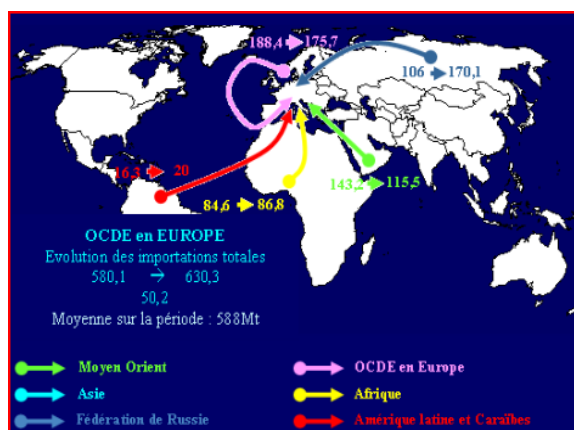 188,4 175,7
106 170,1
16,3 20
143,2 115,5
84,6 86,8
OCDE en EUROPE
Evolution des importations totales
580,1 → 630,3
50,2
Moyenne sur la période : 588Mt
Moyen Orient
OCDE en Europe
Asie
Afrique
Fédération de Russie
Amérique latine et Caraïbes